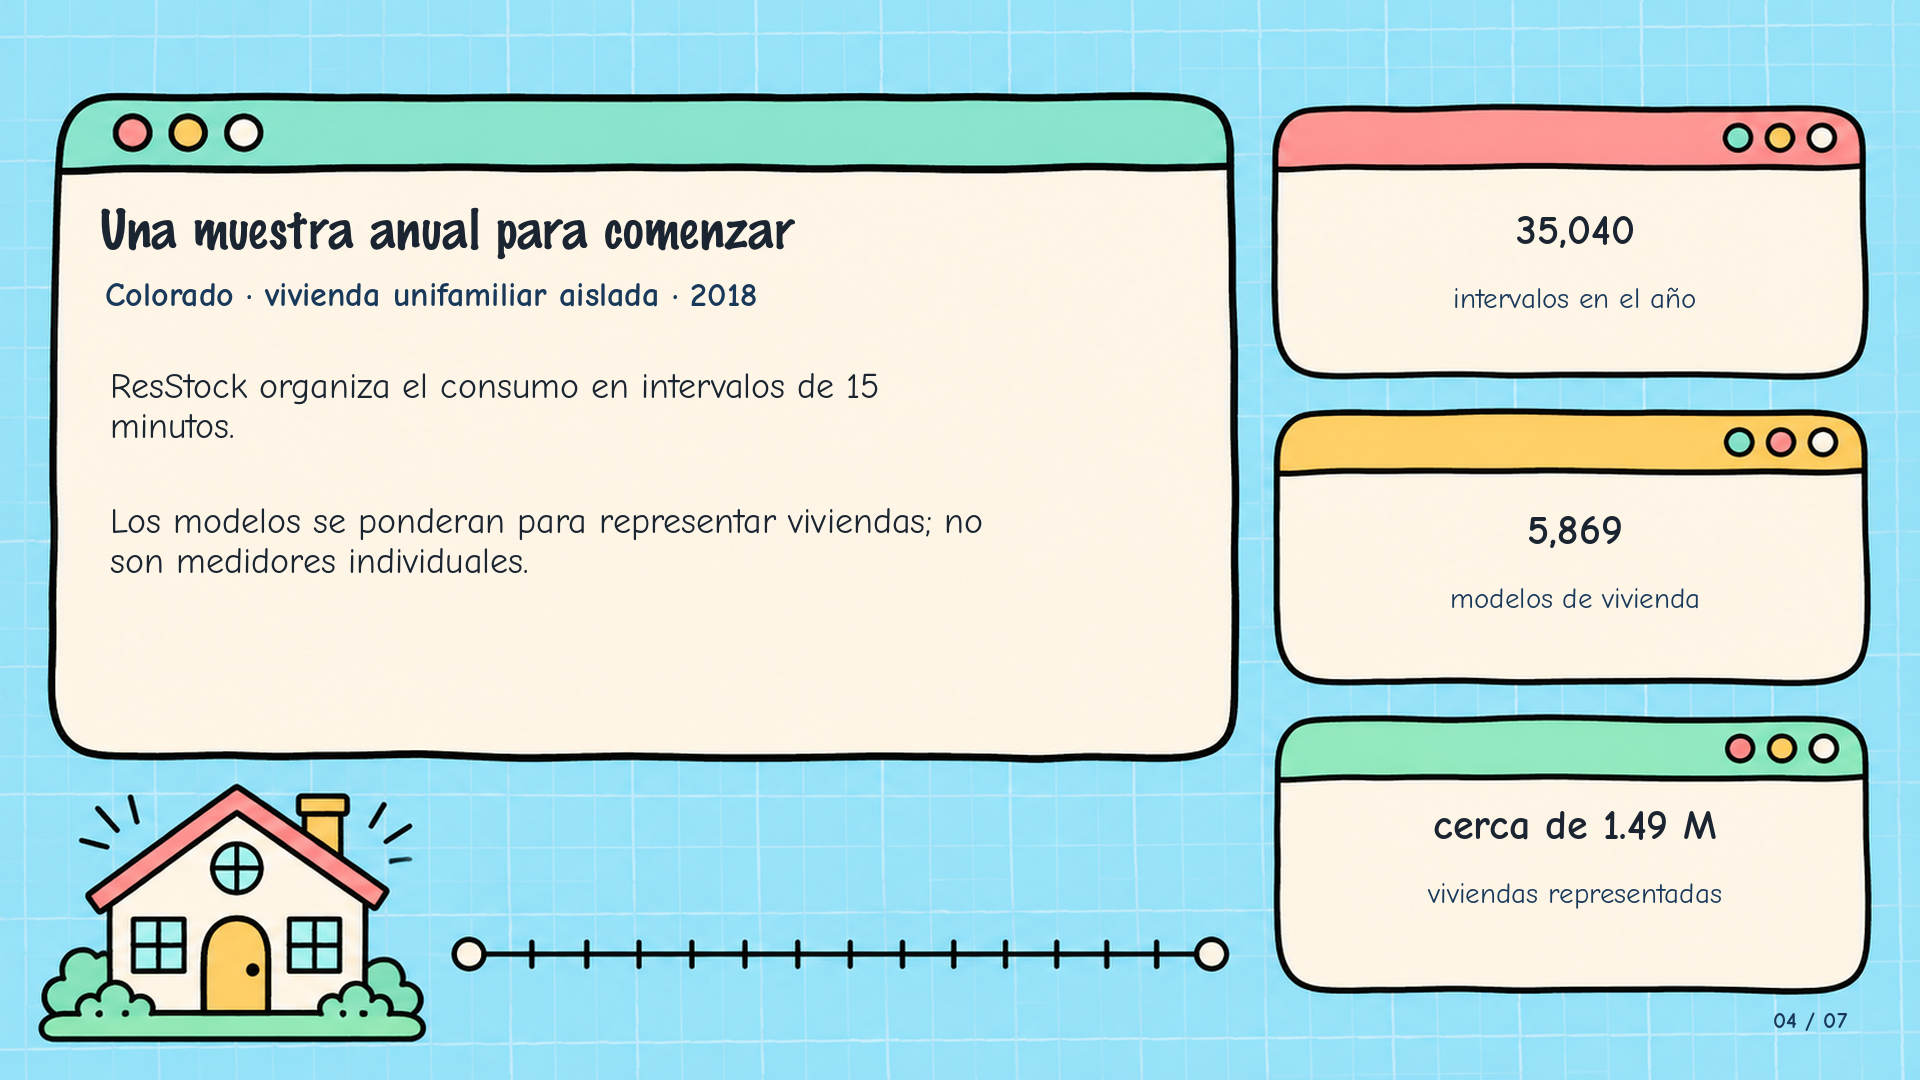 Una muestra anual para comenzar
Colorado · vivienda unifamiliar aislada · 2018
ResStock organiza el consumo en intervalos de 15
minutos.
Los modelos se ponderan para representar viviendas; no
son medidores individuales.
35,040
intervalos en el año
5,869
modelos de vivienda
cerca de 1.49 M
viviendas representadas
04 / 07